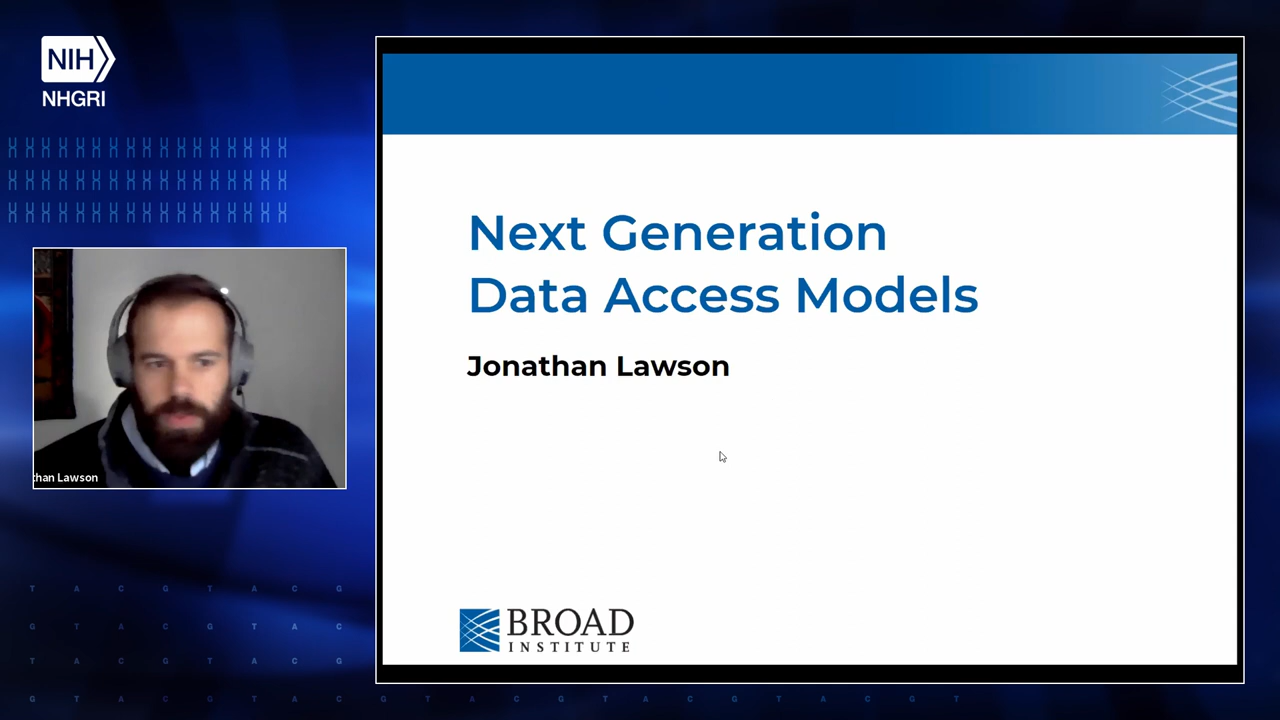 NIH
NHGRI
Next Generation
Data Access Models
Jonathan Lawson
than Lawson
BROAD
INSTITUTE
T A C G T A C G
G T A C G T A C
T A C G T A C G
G T A C G T A C G T A C G T A C G T A C G T